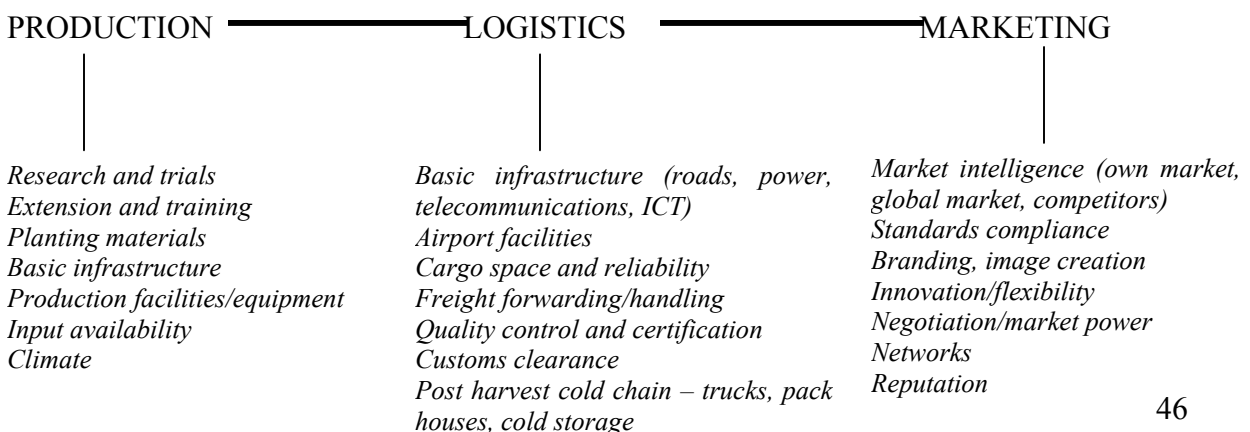 PRODUCTION LOGISTICS MARKETING
Research and trials
Extension and training
Planting materials
Basic infrastructure
Production facilities/equipment
Input availability
Climate
Basic infrastructure (roads, power,
telecommunications, ICT)
Airport facilities
Cargo space and reliability
Freight forwarding/handling
Quality control and certification
Customs clearance
Post harvest cold chain – trucks, pack
houses, cold storage
Market intelligence (own market,
global market, competitors)
Standards compliance
Branding, image creation
Innovation/flexibility
Negotiation/market power
Networks
Reputation
46